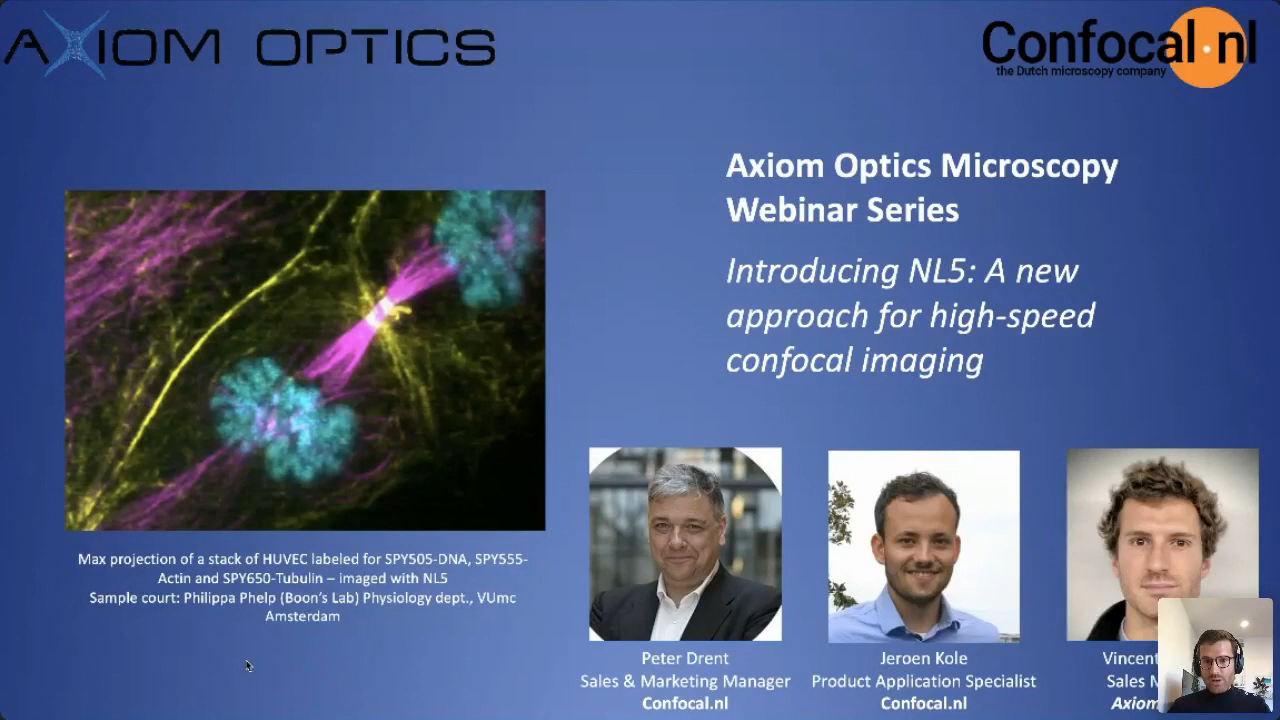 AXIOM OPTICS
Confocal.nl
the Dutch microscopy company
Axiom Optics Microscopy
Webinar Series
Introducing NL5: A new
approach for high-speed
confocal imaging
Max projection of a stack of HUVEC labeled for SPY505-DNA, SPY555-
Actin and SPY650-Tubulin – imaged with NL5
Sample court: Philippa Phelp (Boon's Lab) Physiology dept., VUmc
Amsterdam
Peter Drent
Sales & Marketing Manager
Confocal.nl
Jeroen Kole
Product Application Specialist
Confocal.nl
Vincent
Sales
Axiom